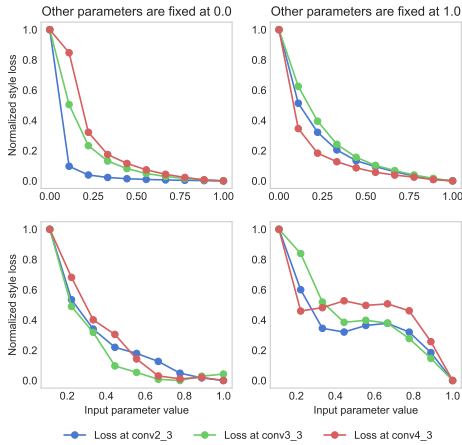 Other parameters are fixed at 0.0
Other parameters are fixed at 1.0
Normalized style loss
1.0
0.8
0.6
0.4
0.2
0.0
0.00 0.25 0.50 0.75 1.00
1.0
0.8
0.6
0.4
0.2
0.0
0.00 0.25 0.50 0.75 1.00
Normalized style loss
1.0
0.8
0.6
0.4
0.2
0.0
0.2 0.4 0.6 0.8 1.0
Input parameter value
1.0
0.8
0.6
0.4
0.2
0.0
0.2 0.4 0.6 0.8 1.0
Input parameter value
Loss at conv2_3 Loss at conv3_3 Loss at conv4_3